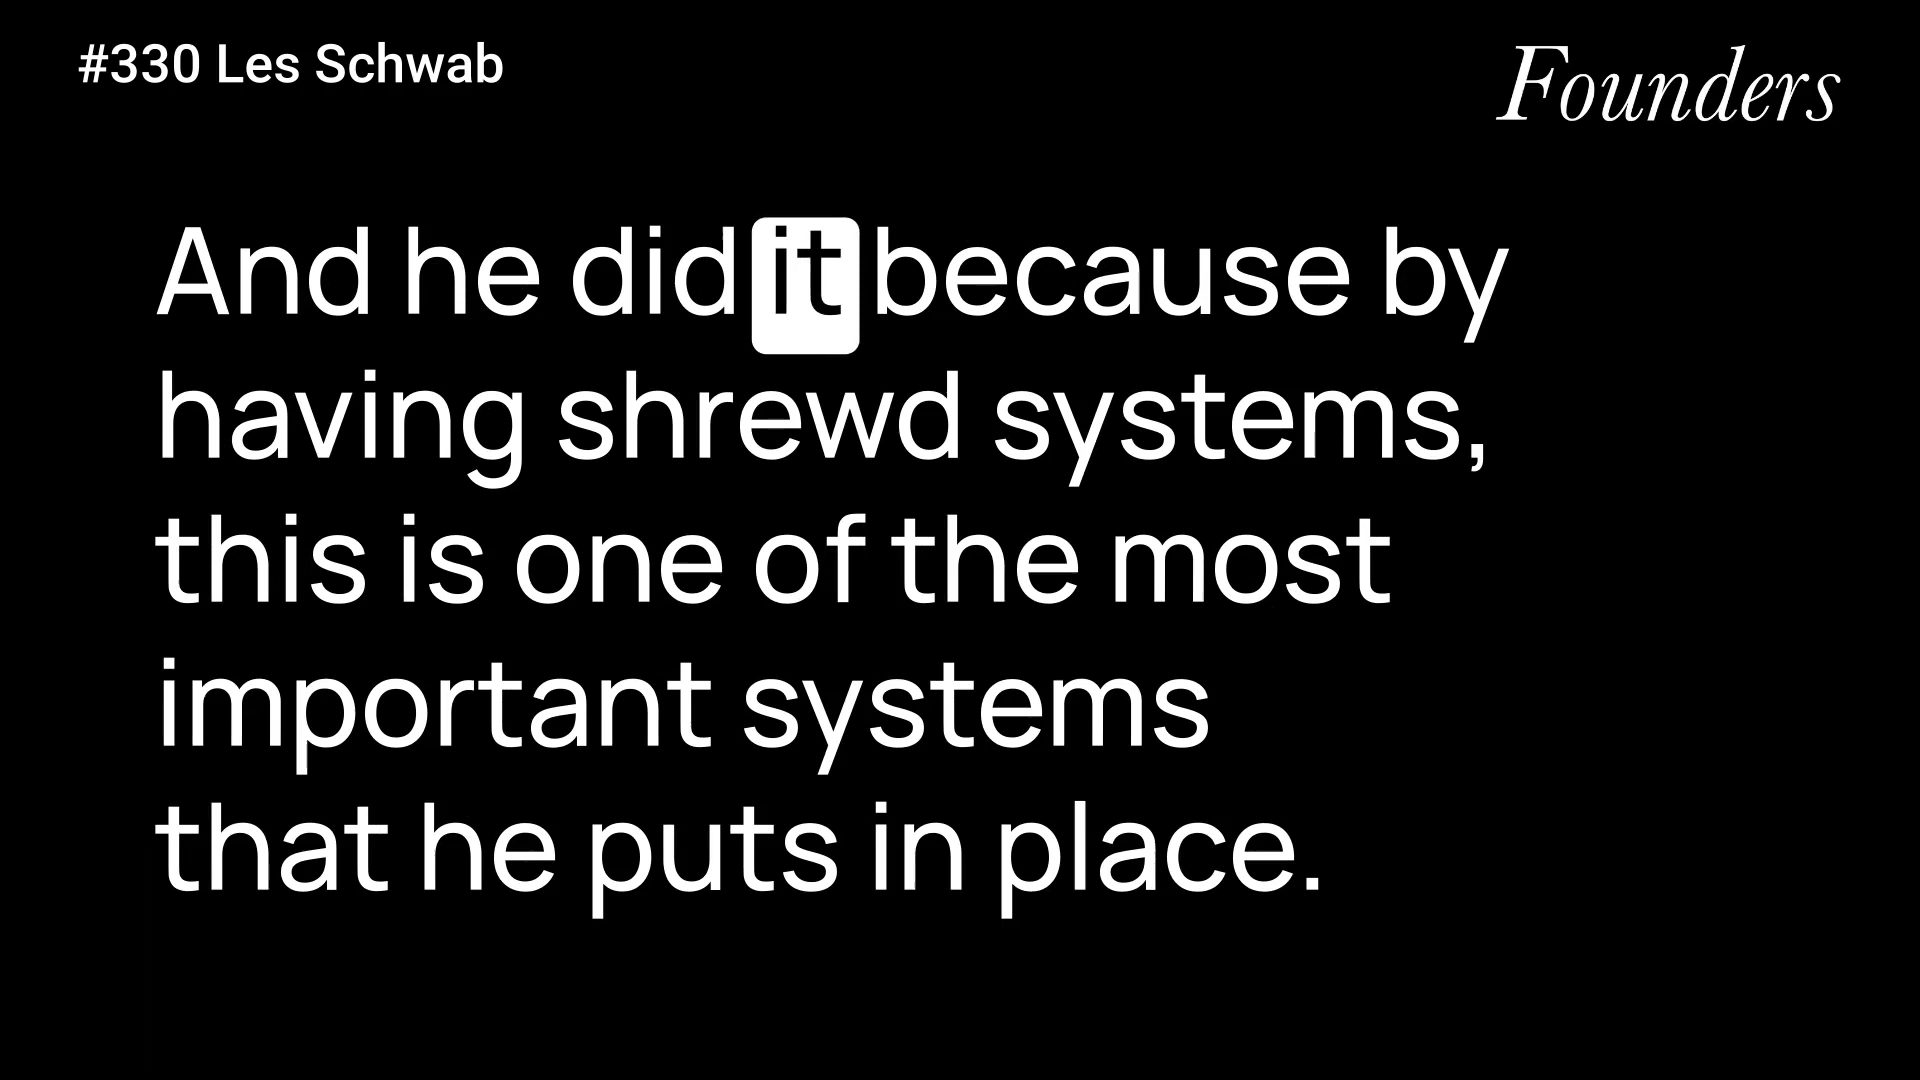 #330 Les Schwab
Founders
And he did it because by
having shrewd systems,
this is one of the most
important systems
that he puts in place.